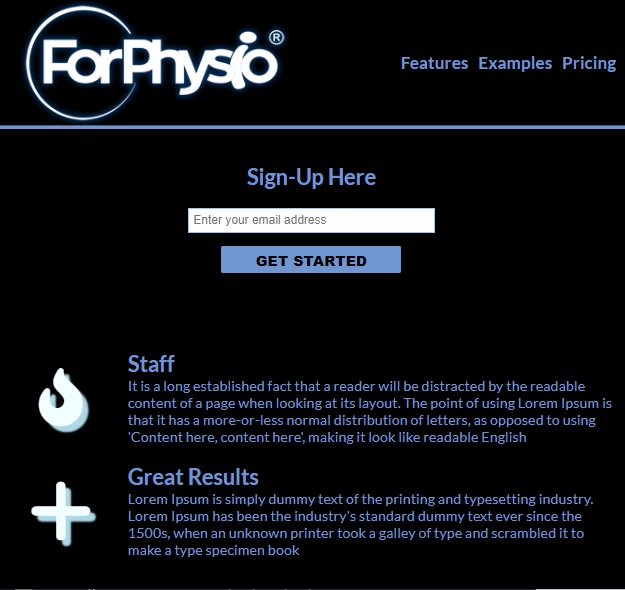 ForPhysio®
Features Examples Pricing
Sign-Up Here
Enter your email address
GET STARTED
Staff
It is a long established fact that a reader will be distracted by the readable
content of a page when looking at its layout. The point of using Lorem Ipsum is
that it has a more-or-less normal distribution of letters, as opposed to using
'Content here, content here', making it look like readable English
Great Results
Lorem Ipsum is simply dummy text of the printing and typesetting industry.
Lorem Ipsum has been the industry's standard dummy text ever since the
1500s, when an unknown printer took a galley of type and scrambled it to
make a type specimen book